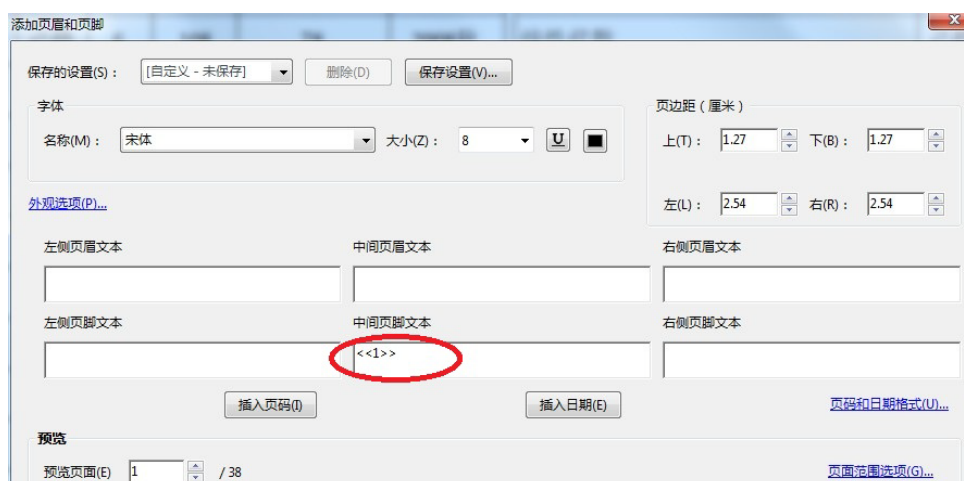 添加页眉和页脚
保存的设置(S)： [自定义 - 未保存] 删除(D) 保存设置(V)...
字体 页边距（厘米）
名称(M)： 宋体 大小(Z)： 8 U 上(T)： 1.27 下(B)： 1.27
外观选项(P)... 左(L)： 2.54 右(R)： 2.54
左侧页眉文本 中间页眉文本 右侧页眉文本
左侧页脚文本 中间页脚文本 右侧页脚文本
<<1>>
插入页码(I) 插入日期(E) 页码和日期格式(U)...
预览
预览页面(E) 1 / 38 页面范围选项(G)...